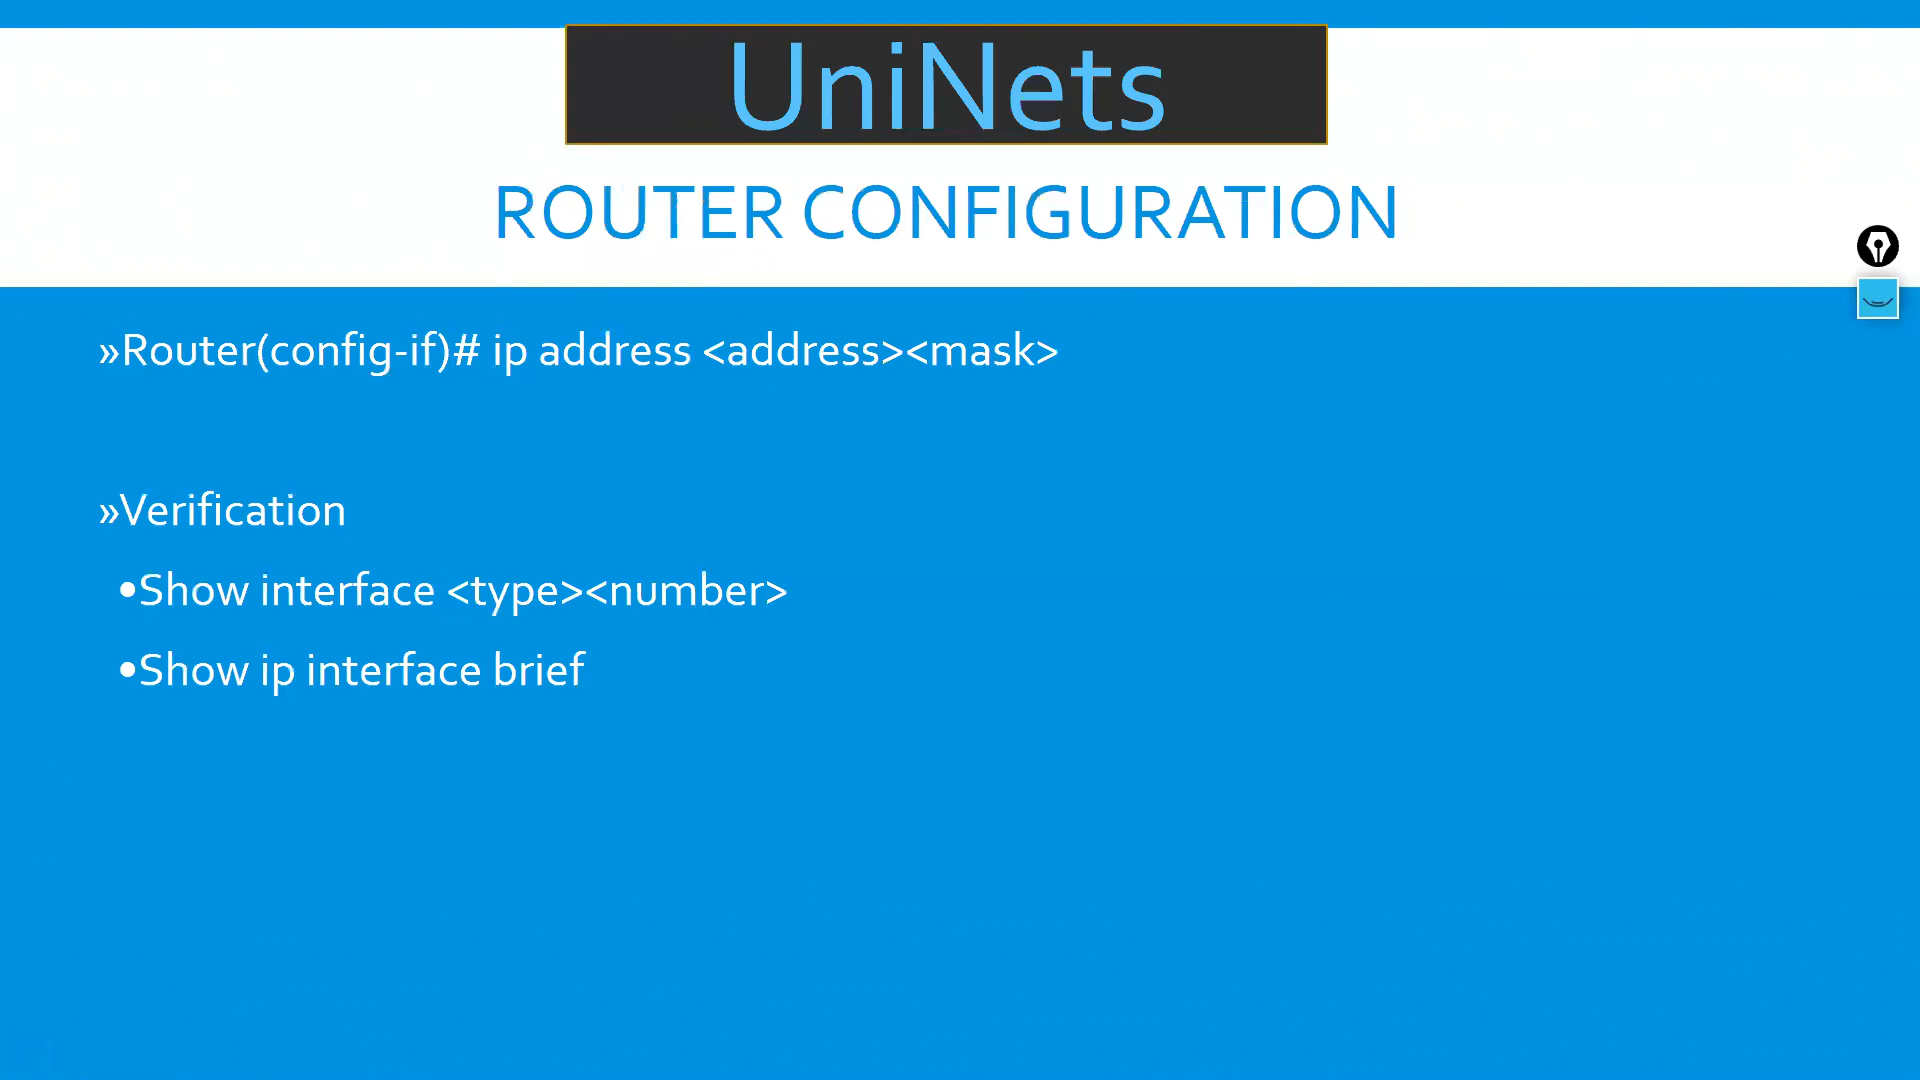 UniNets
ROUTER CONFIGURATION
»Router(config-if)# ip address <address><mask>
»Verification
•Show interface <type><number>
•Show ip interface brief